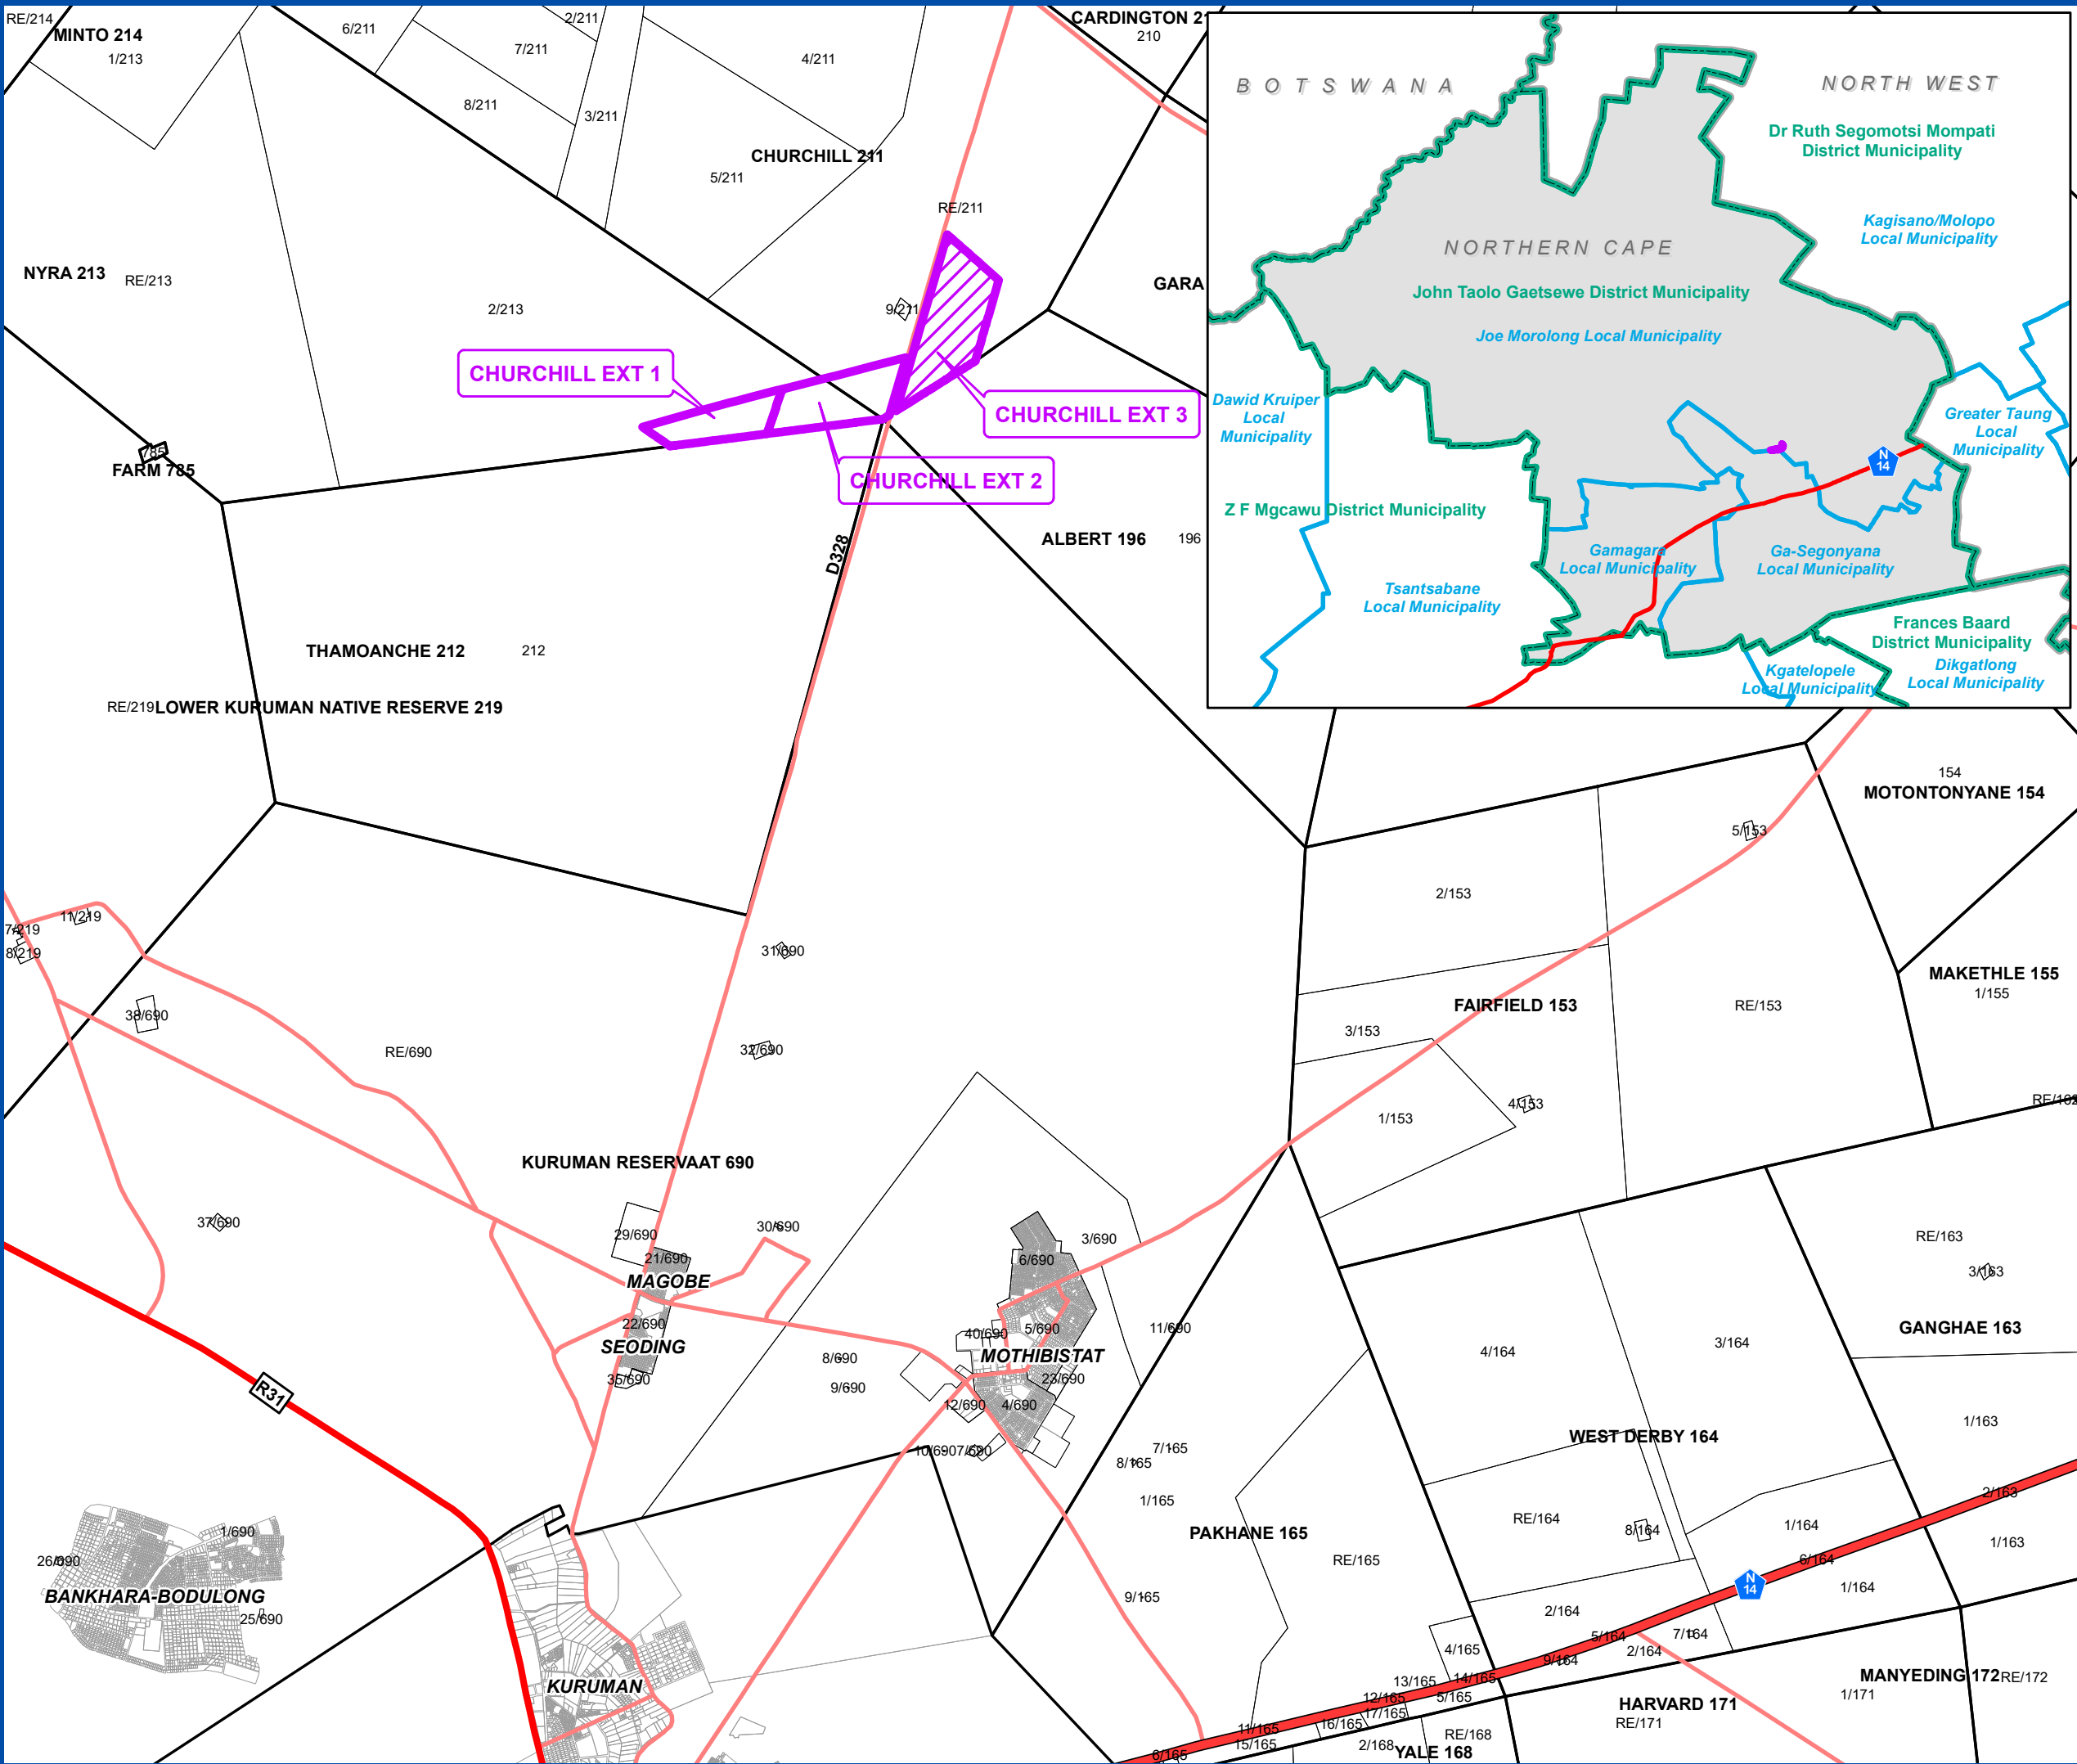 RE/214
MINTO 214
1/213
6/211
2/211
7/211
8/211
3/211
4/211
CHURCHILL 211
5/211
RE/211
CARDINGTON 21
210
NYRA 213
RE/213
2/213
9/211
GARA
CHURCHILL EXT 1
CHURCHILL EXT 3
CHURCHILL EXT 2
785
FARM 785
D328
ALBERT 196
196
THAMOANCHE 212
212
RE/219
LOWER KURUMAN NATIVE RESERVE 219
BOTSWANA
NORTH WEST
Dr Ruth Segomotsi Mompati
District Municipality
Kagisano/Molopo
Local Municipality
NORTHERN CAPE
John Taolo Gaetsewe District Municipality
Joe Morolong Local Municipality
Dawid Kruiper
Local
Municipality
Greater Taung
Local
Municipality
N
14
Z F Mgcawu District Municipality
Gamagara
Local Municipality
Ga-Segonyana
Local Municipality
Tsantsabane
Local Municipality
Frances Baard
District Municipality
Kgatelopele
Local Municipality
Dikgatlong
Local Municipality
154
MOTONTONYANE 154
5/153
2/153
11/219
7/219
8/219
31/690
MAKETHLE 155
1/155
FAIRFIELD 153
RE/153
38/690
3/153
RE/690
32/690
4/153
1/153
RE/162
KURUMAN RESERVAAT 690
37/690
29/690
30/690
3/690
21/690
6/690
RE/163
3/163
MAGOBE
22/690
SEODING
35/690
40/690
5/690
11/690
MOTHIBISTAT
8/690
9/690
23/690
12/690
4/690
GANGHAE 163
3/164
4/164
R31
1/163
WEST DERBY 164
10/690
7/690
7/165
8/165
1/165
2/163
RE/164
8/164
1/164
PAKHANE 165
RE/165
1/163
6/164
1/690
26/690
BANKHARA-BODULONG
25/690
N
14
1/164
9/165
2/164
5/164
7/164
2/164
9/164
4/165
KURUMAN
13/165
14/165
12/165
5/165
17/165
16/165
11/165
15/165
6/165
MANYEDING 172
RE/172
1/171
HARVARD 171
RE/171
RE/168
2/168
YALE 168